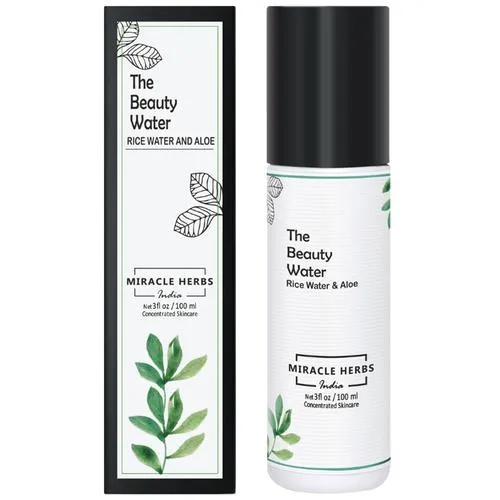 The
Beauty
Water
RICE WATER AND ALOE
MIRACLE HERBS
India
Net 3fl oz / 100 ml
Concentrated Skincare
The
Beauty
Water
Rice Water & Aloe
MIRACLE HERBS
India
Net 3fl oz / 100 ml
Concentrated Skincare